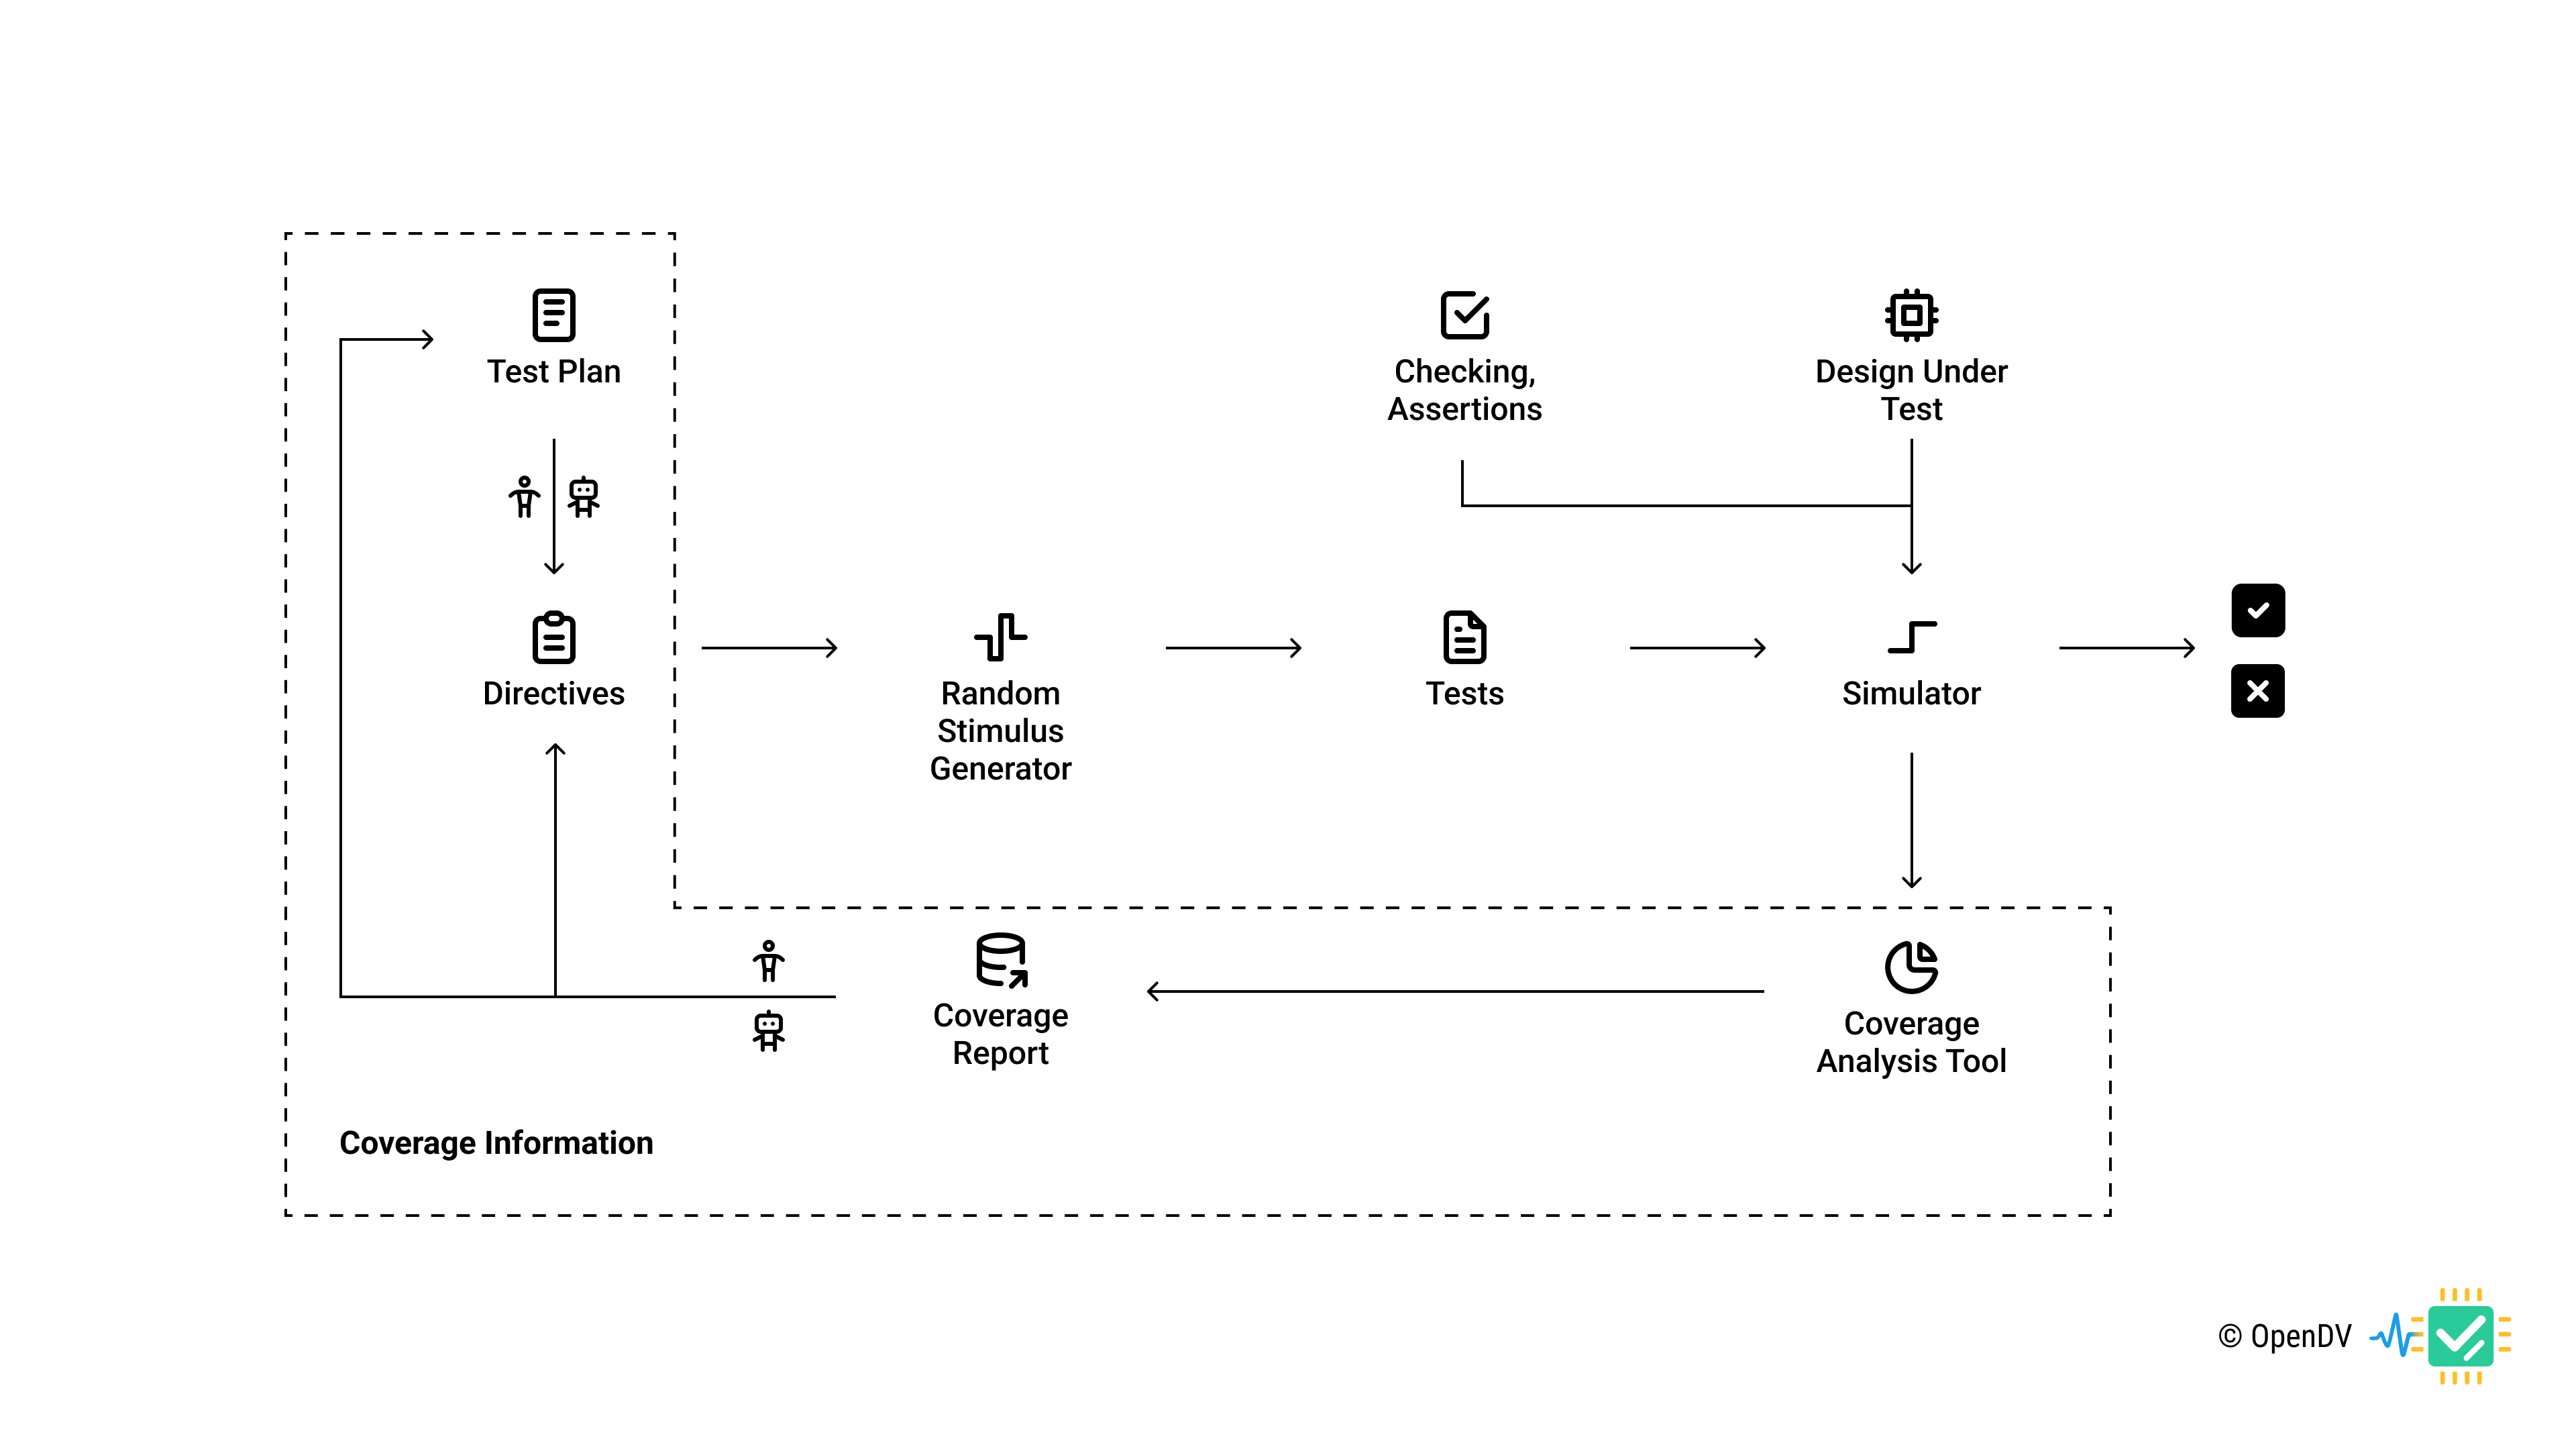 Test Plan
Checking,
Assertions
Design Under
Test
Directives
Random
Stimulus
Generator
Tests
Simulator
Coverage
Report
Coverage
Analysis Tool
Coverage Information
© OpenDV